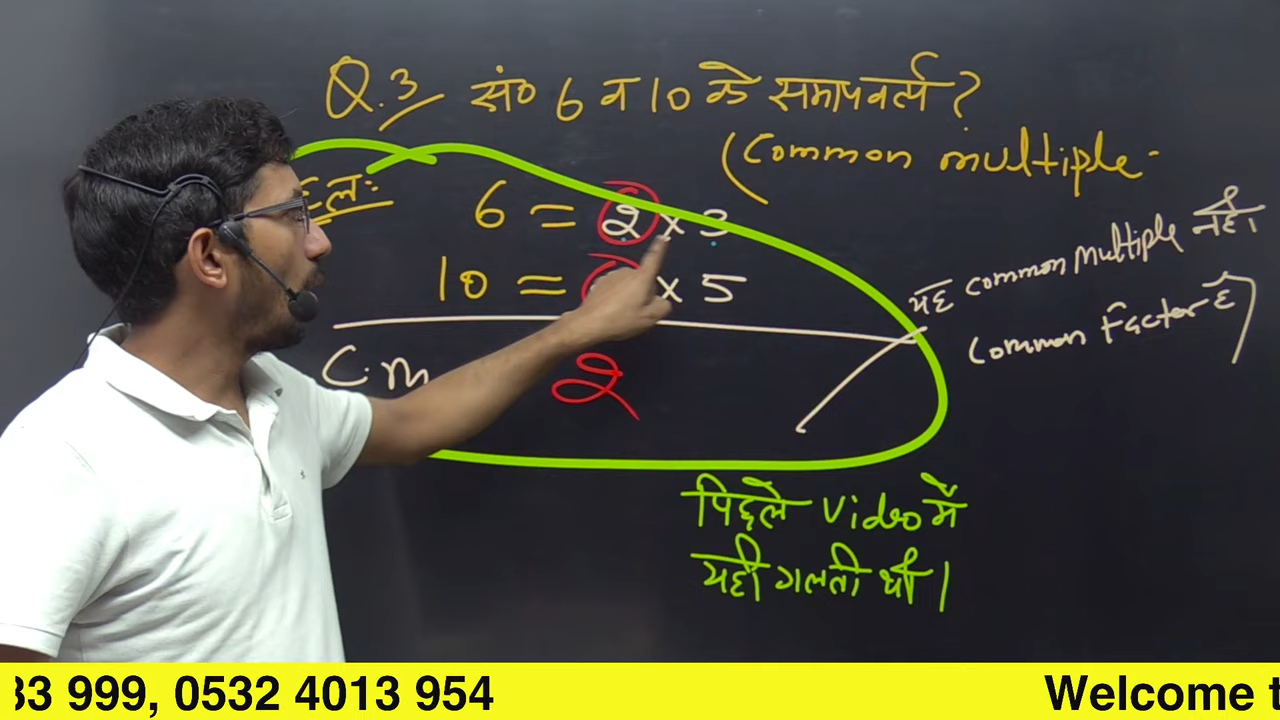 Q.3 सं० 6 व 10 के समापवर्त्य ?
(Common multiple
हल:
6 = 2 x 3
10 = x 5
C.m 2
यह common multiple नहीं।
Common Factor है)
पिछले Video में
यही गलती थी।
33 999, 0532 4013 954 Welcome t